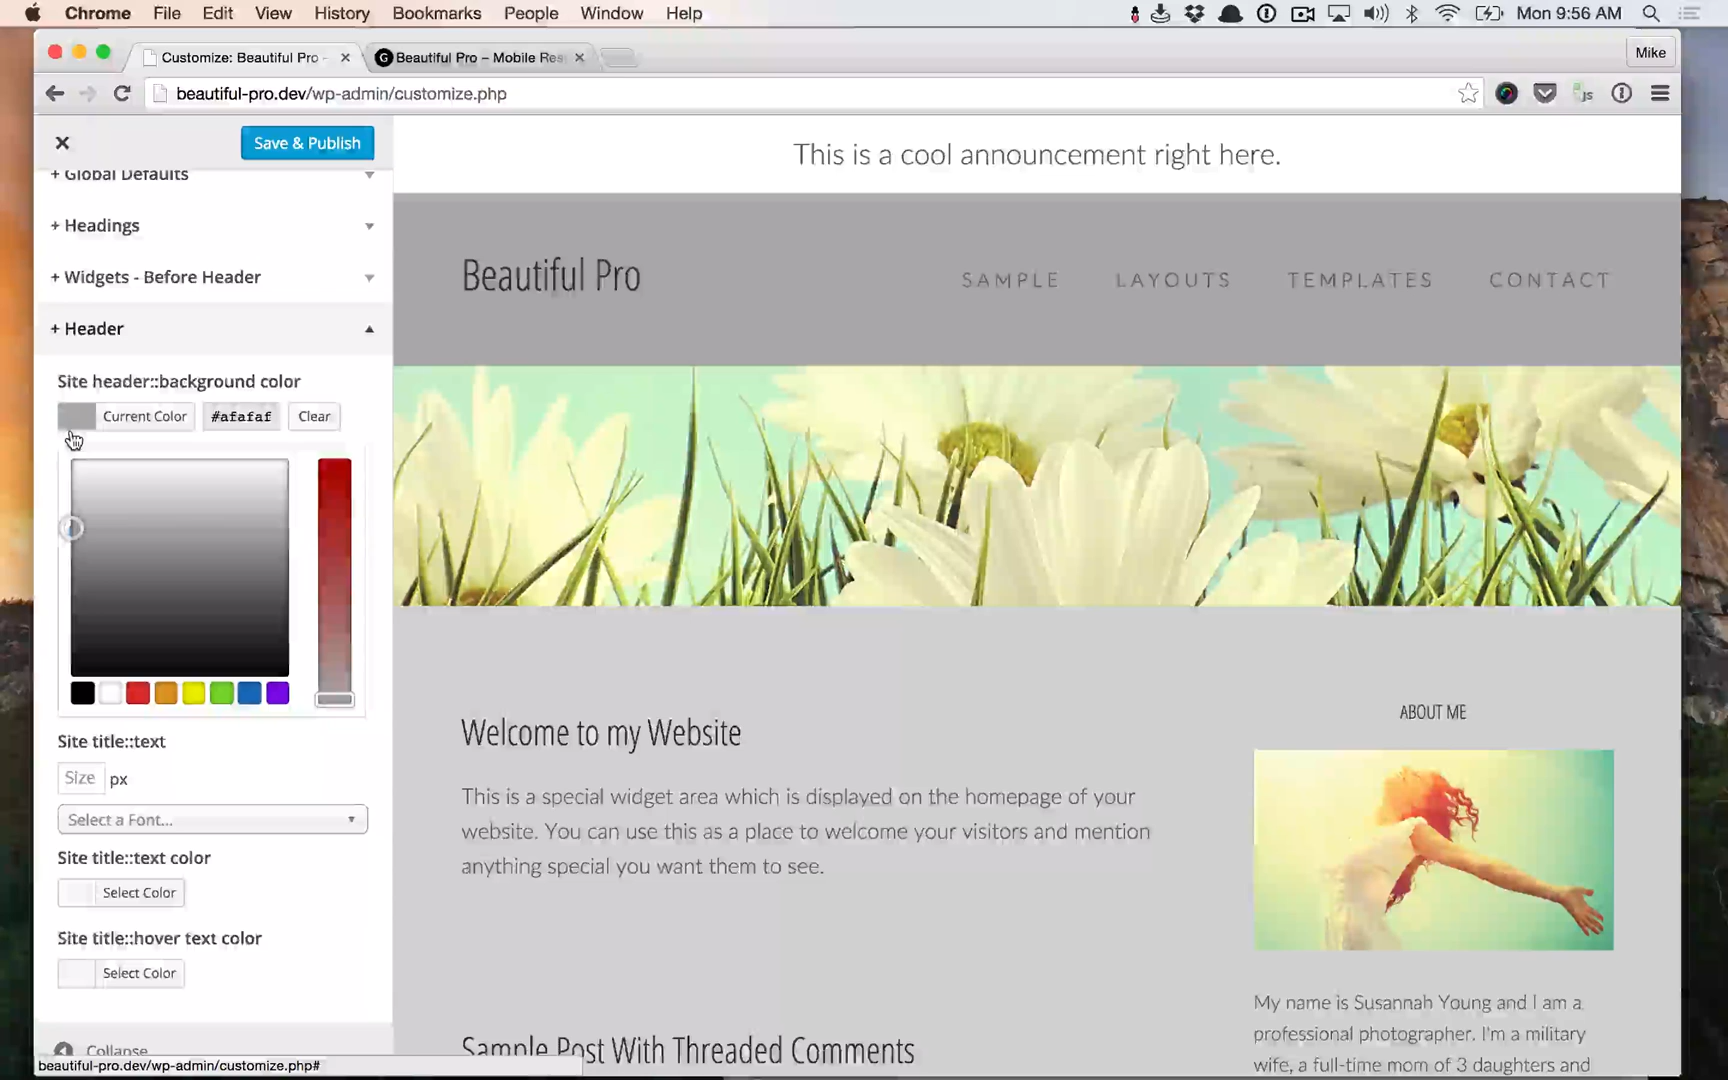 Chrome File Edit View History Bookmarks People Window Help Mon 9:56 AM
Customize: Beautiful Pro -
Beautiful Pro – Mobile Res
Mike
beautiful-pro.dev/wp-admin/customize.php
JS
Save & Publish
+ Global Defaults
+ Headings
+ Widgets - Before Header
+ Header
Site header::background color
Current Color #afafaf Clear
Site title::text
Size px
Select a Font...
Site title::text color
Select Color
Site title::hover text color
Select Color
Collapse
beautiful-pro.dev/wp-admin/customize.php#
This is a cool announcement right here.
Beautiful Pro
SAMPLE LAYOUTS TEMPLATES CONTACT
Welcome to my Website
This is a special widget area which is displayed on the homepage of your
website. You can use this as a place to welcome your visitors and mention
anything special you want them to see.
Sample Post With Threaded Comments
ABOUT ME
My name is Susannah Young and I am a
professional photographer. I'm a military
wife, a full-time mom of 3 daughters and